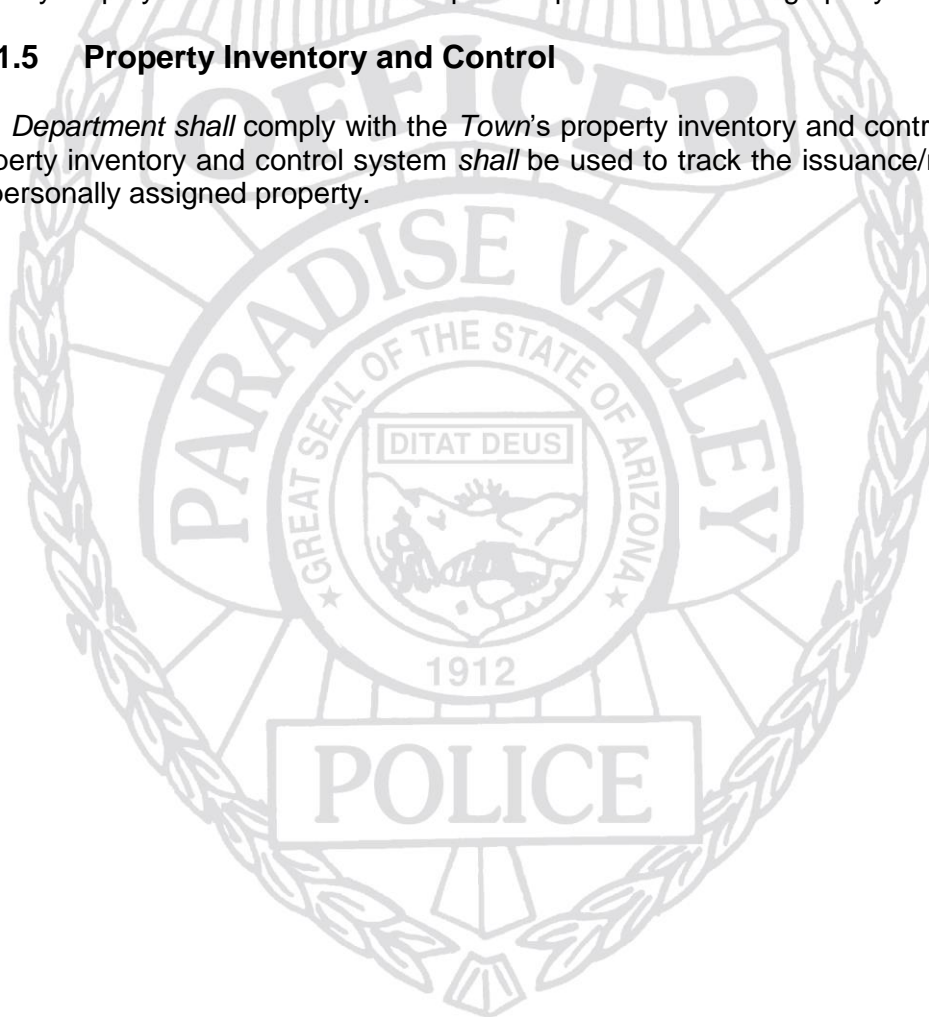 1.5 Property Inventory and Control
Department shall comply with the Town's property inventory and contr
perty inventory and control system shall be used to track the issuance/r
personally assigned property.
OFFICER
PARADISE VALLEY
GREAT SEAL OF THE STATE OF ARIZONA
DITAT DEUS
1912
POLICE